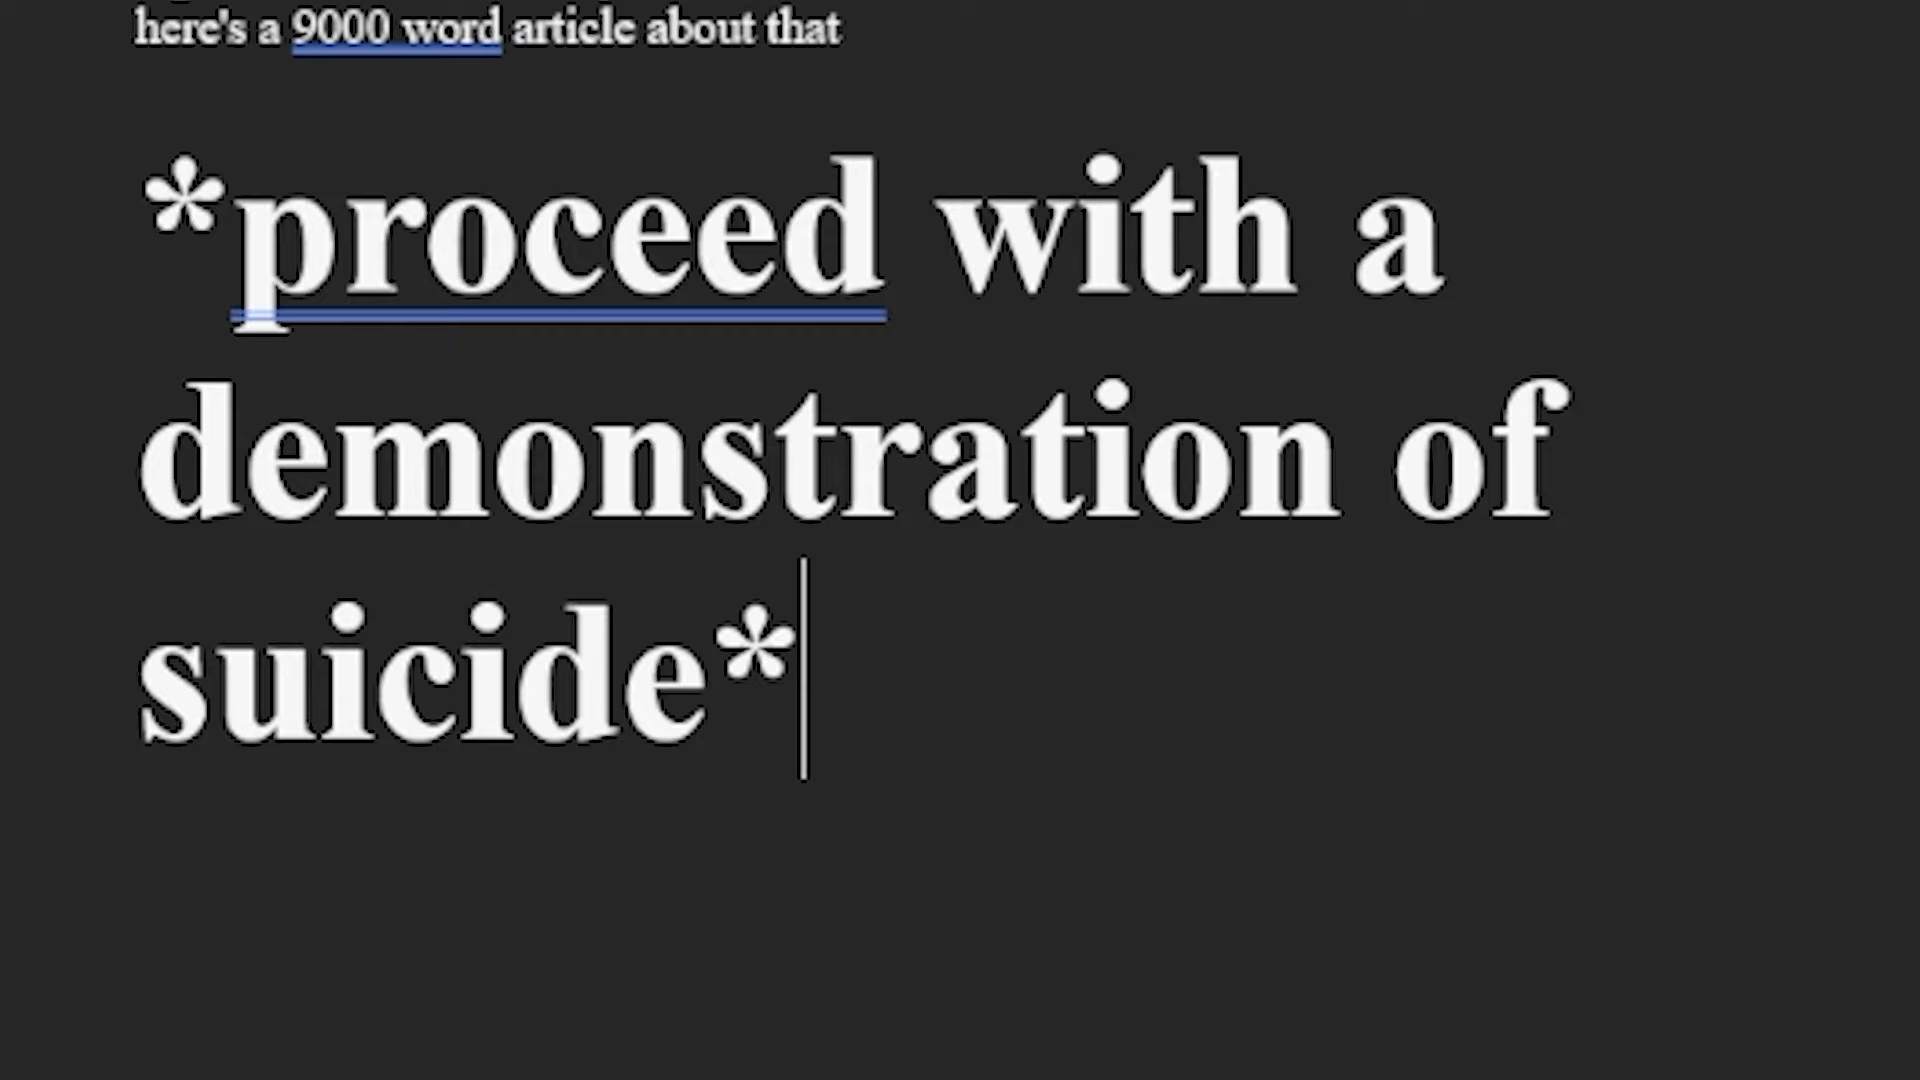 here's a 9000 word article about that
*proceed with a
demonstration of
suicide*